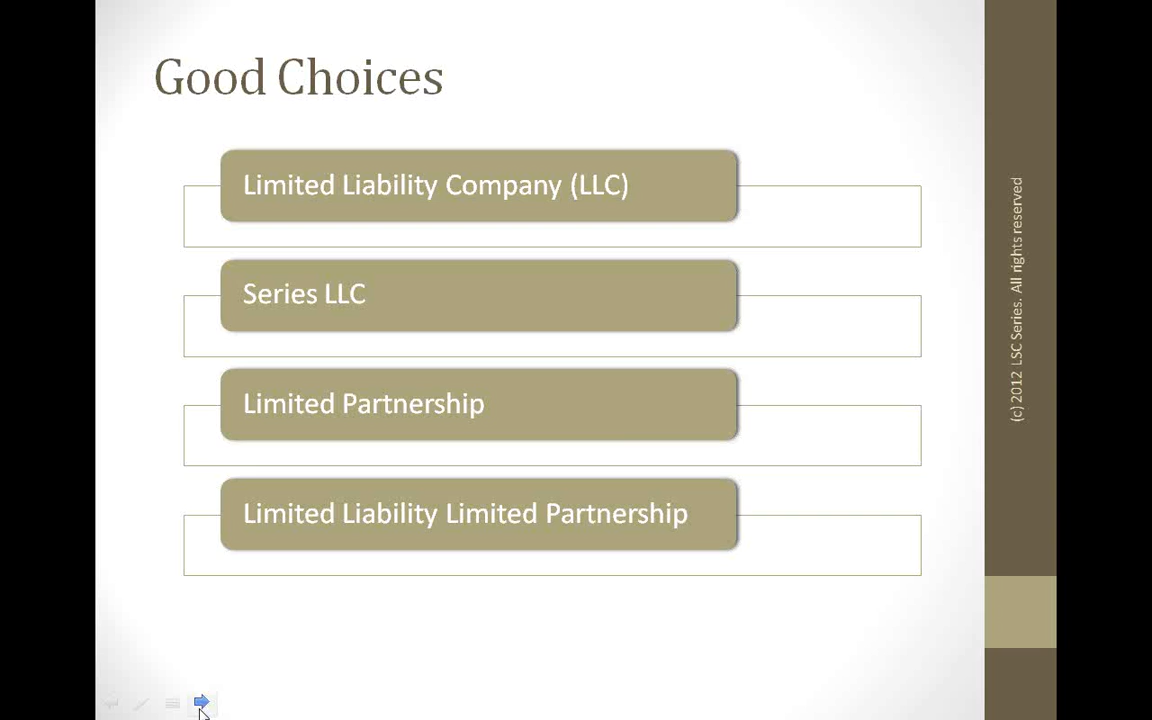 Good Choices
Limited Liability Company (LLC)
Series LLC
Limited Partnership
Limited Liability Limited Partnership
(c) 2012 LSC Series. All rights reserved